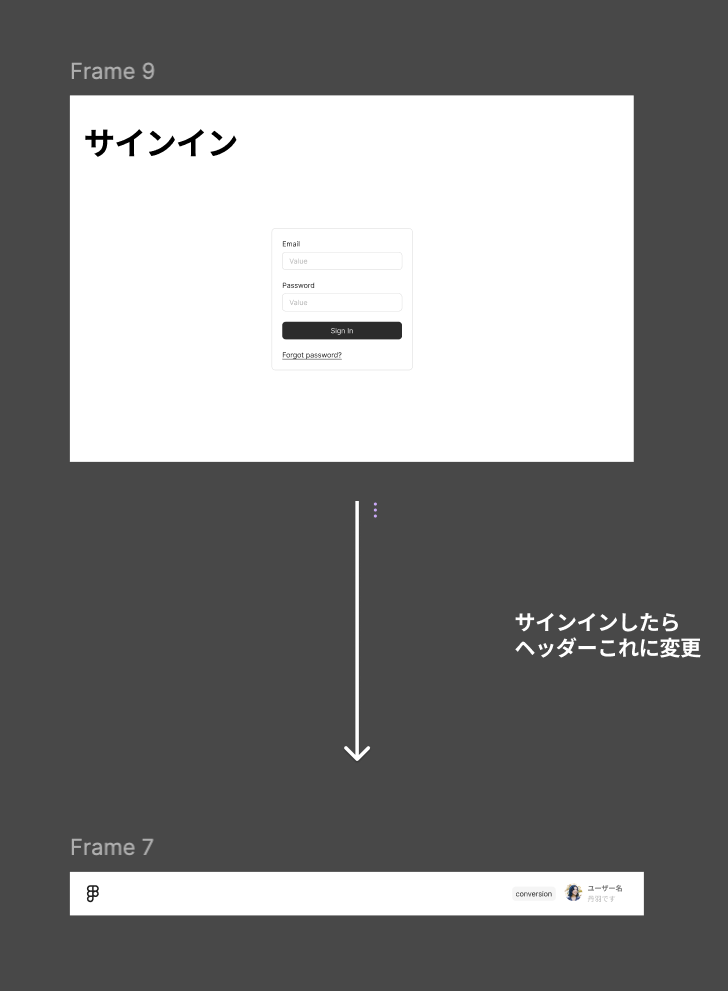 Frame 9
サインイン
Email
Value
Password
Value
Sign In
Forgot password?
サインインしたら
ヘッダーこれに変更
Frame 7
conversion
ユーザー名
丹羽です